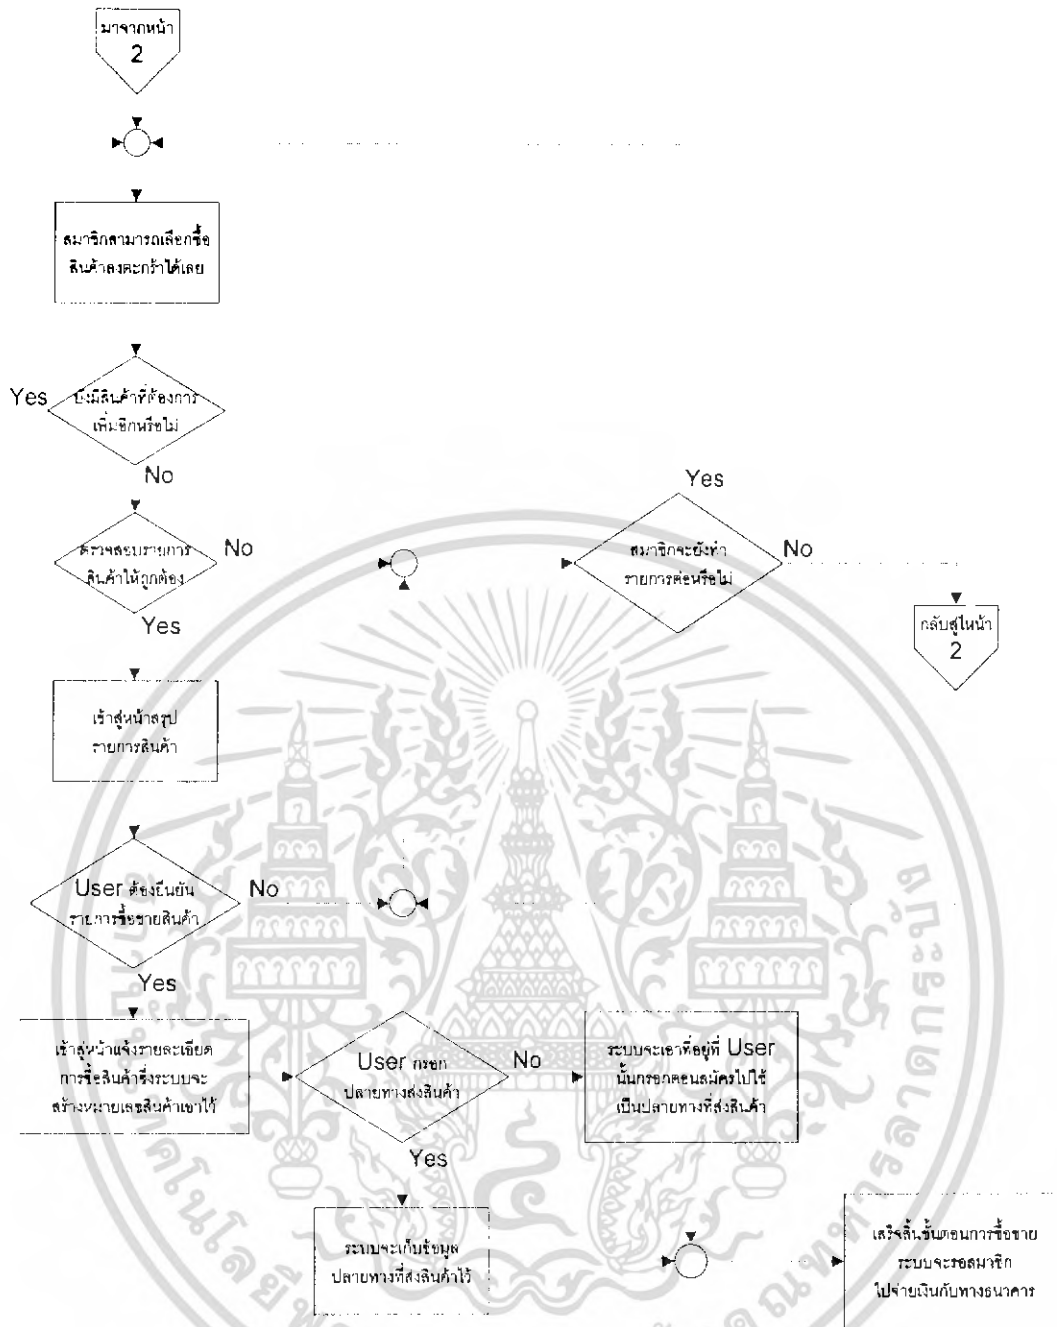 มาจากหน้า
2
สมาชิกสามารถเลือกซื้อ
สินค้าลงตะกร้าได้เลย
Yes
ยังมีสินค้าที่ต้องการ
เพิ่มอีกหรือไม่
No
Yes
ตรวจสอบรายการ
สินค้าให้ถูกต้อง
No
สมาชิกจะยังทำ
รายการต่อหรือไม่
No
กลับสู่ในน้า
2
Yes
เข้าสู่หน้าสรุป
รายการสินค้า
User ต้องยืนยัน
รายการซื้อขายสินค้า
No
Yes
เข้าสู่หน้าแจ้งรายละเอียด
การซื้อสินค้าซึ่งระบบจะ
สร้างหมายเลขสินค้าเอาไว้
User กรอก
ปลายทางส่งสินค้า
No
ระบบจะเอาที่อยู่ที่ User
นั้นกรอกตอนสมัครไปใช้
เป็นปลายทางที่ส่งสินค้า
Yes
ระบบจะเก็บข้อมูล
ปลายทางที่ส่งสินค้าไว้
เสร็จสิ้นขั้นตอนการซื้อขาย
ระบบจะรอสมาชิก
ไปจ่ายเงินกับทางธนาคาร